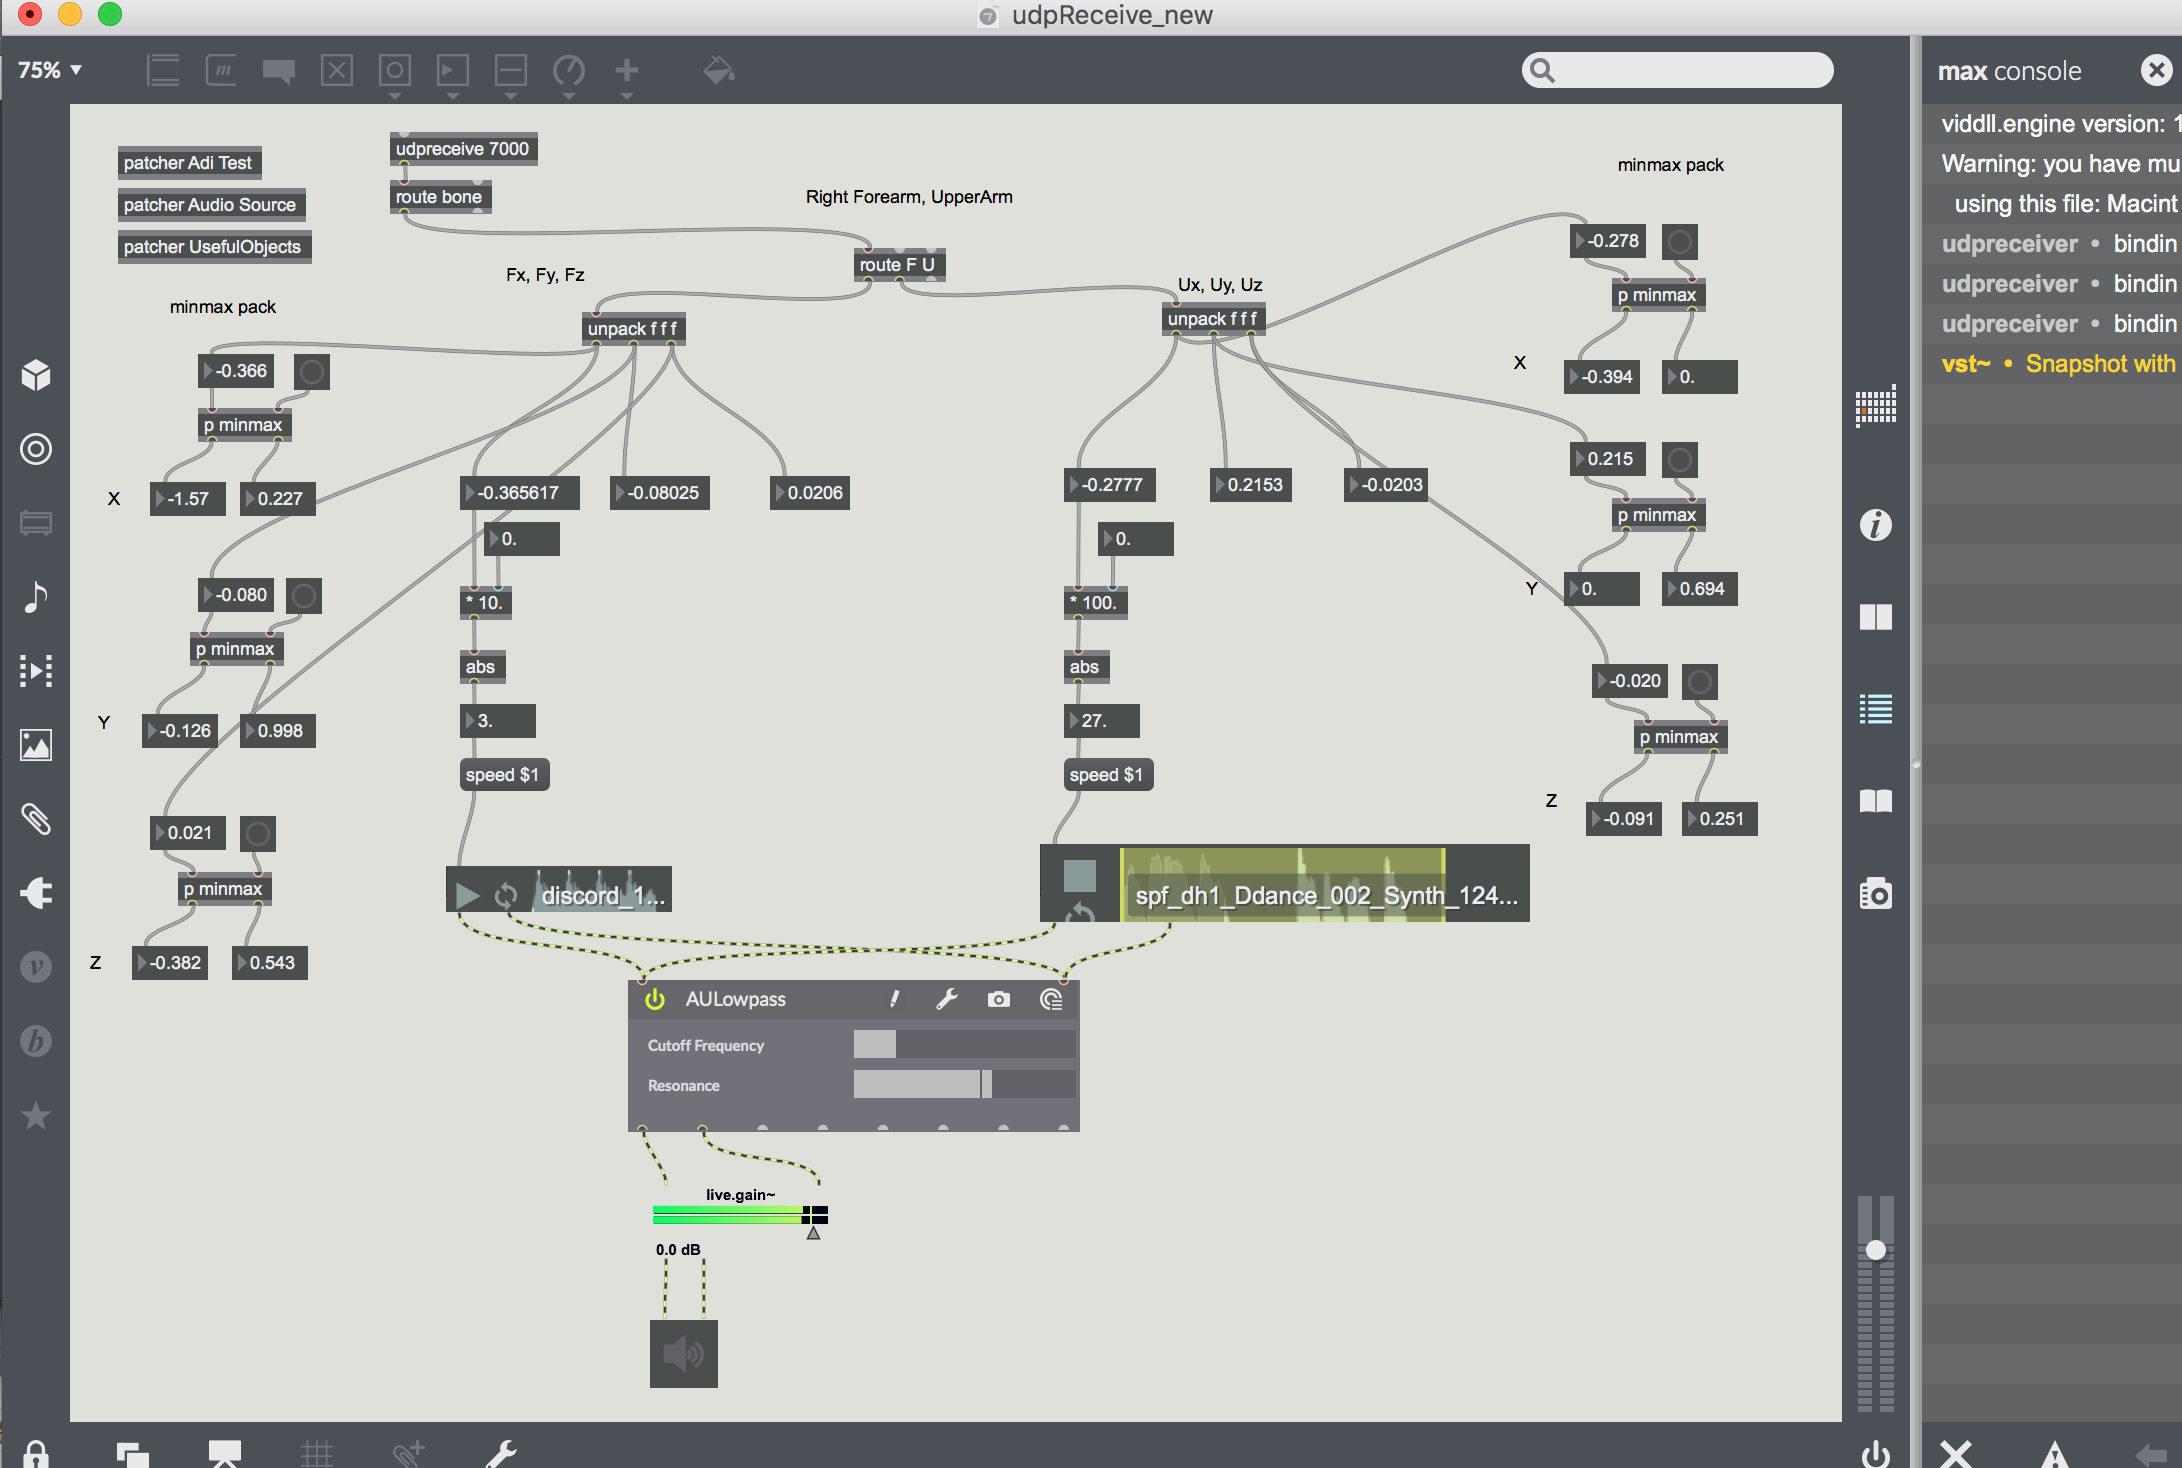 udpReceive_new
75%
max console
viddll.engine version: 1
Warning: you have mu
using this file: Macint
udpreceiver • bindin
udpreceiver • bindin
udpreceiver • bindin
vst~ • Snapshot with
patcher Adi Test
patcher Audio Source
patcher UsefulObjects
udpreceive 7000
route bone
Right Forearm, UpperArm
route F U
Fx, Fy, Fz
unpack f f f
Ux, Uy, Uz
unpack f f f
minmax pack
-0.366
p minmax
X
-1.57
0.227
-0.080
p minmax
Y
-0.126
0.998
0.021
p minmax
Z
-0.382
0.543
-0.365617
-0.08025
0.0206
0.
* 10.
abs
3.
speed $1
discord_1...
-0.2777
0.2153
-0.0203
0.
* 100.
abs
27.
speed $1
spf_dh1_Ddance_002_Synth_124...
minmax pack
-0.278
p minmax
X
-0.394
0.
0.215
p minmax
Y
0.
0.694
-0.020
p minmax
Z
-0.091
0.251
AULowpass
Cutoff Frequency
Resonance
live.gain~
0.0 dB